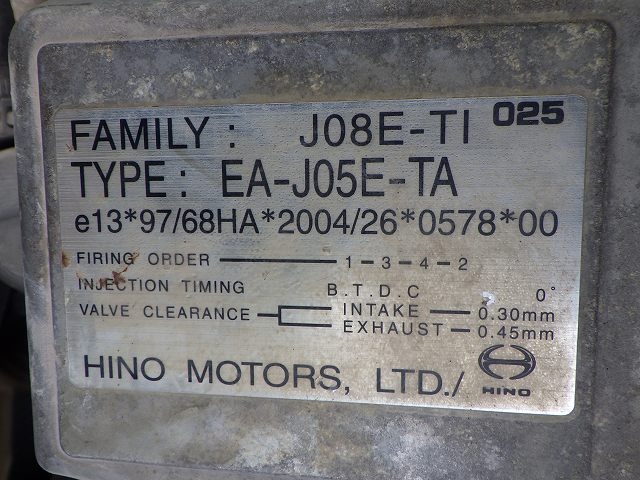 FAMILY : J08E-TI 025
TYPE : EA-J05E-TA
e13*97/68HA*2004/26*0578*00
FIRING ORDER 1-3-4-2
INJECTION TIMING B.T.D.C 0°
VALVE CLEARANCE INTAKE 0.30mm
EXHAUST 0.45mm
HINO MOTORS, LTD./ HINO